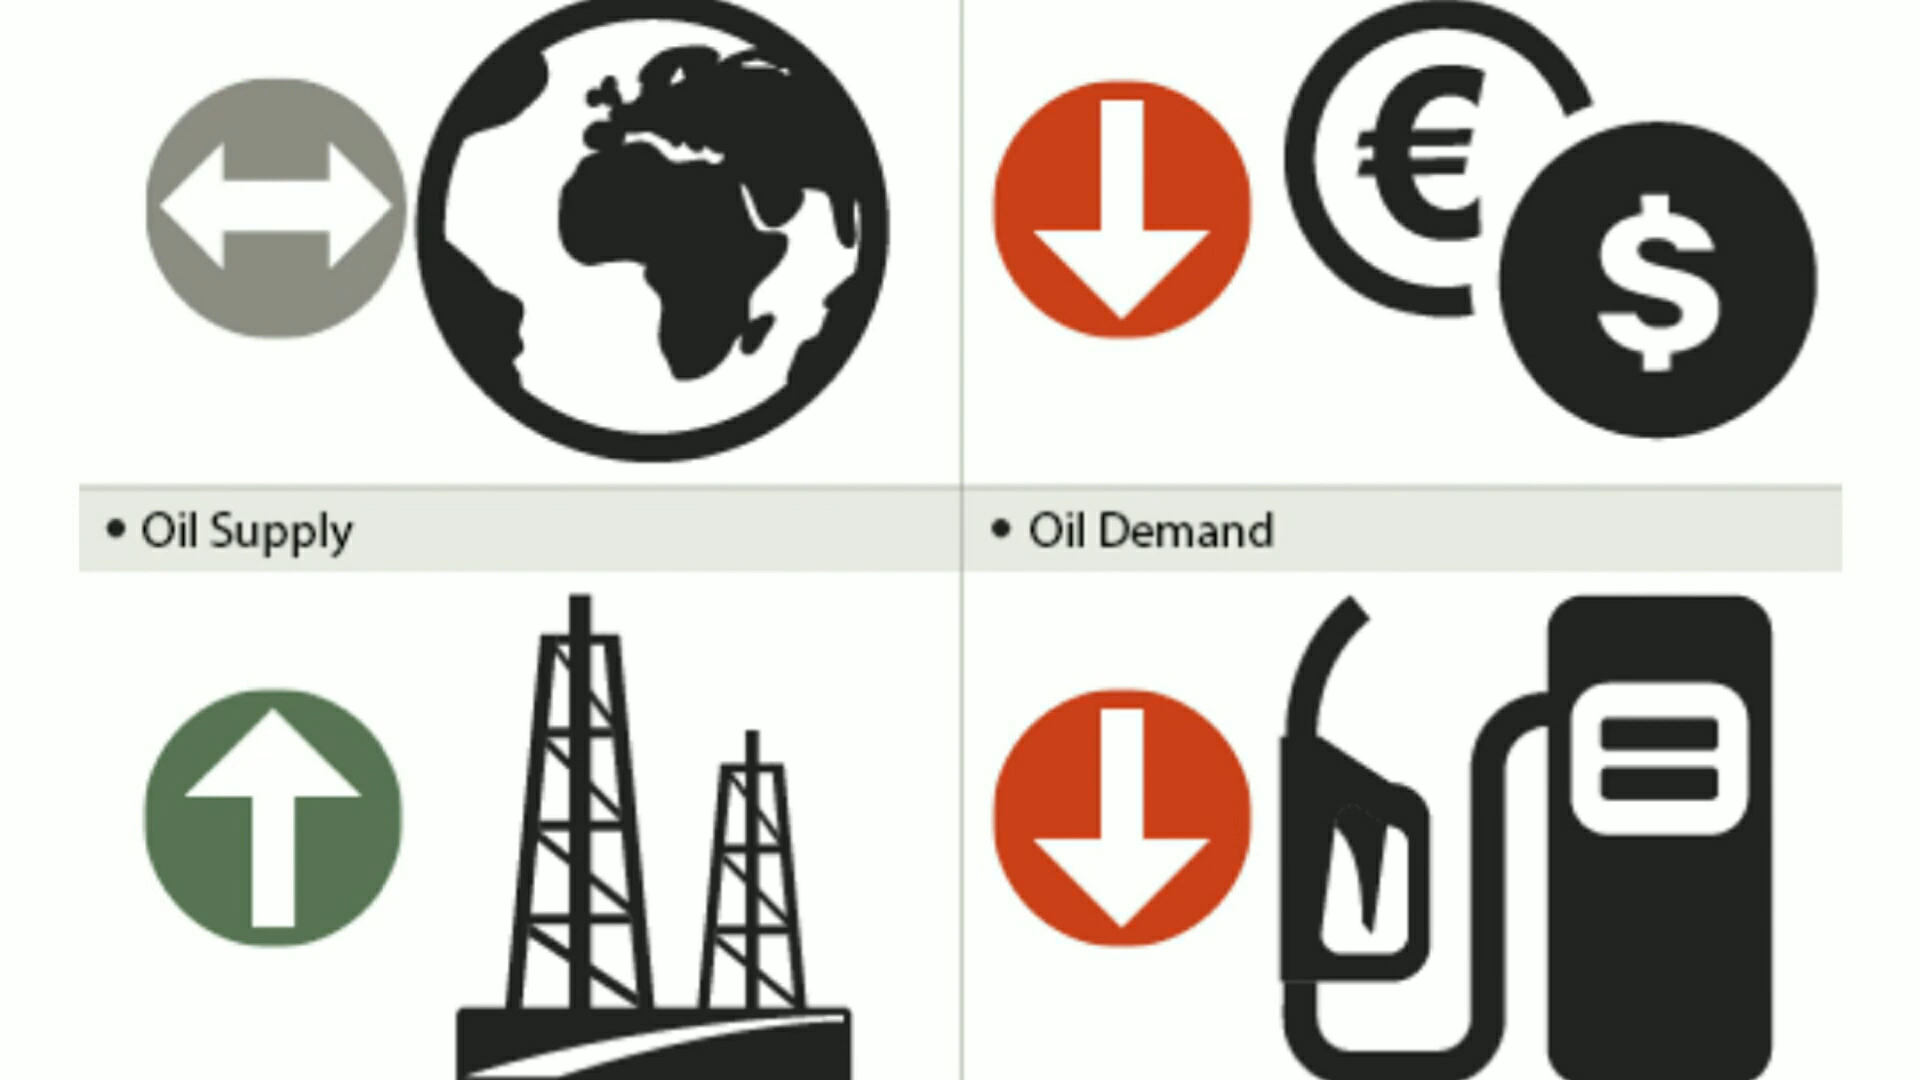 €
$
• Oil Supply
• Oil Demand